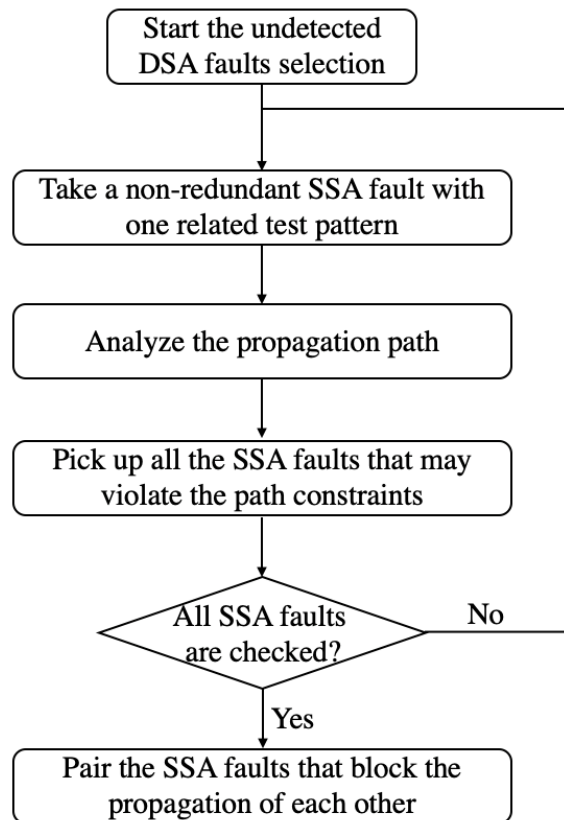 Start the undetected
DSA faults selection
Take a non-redundant SSA fault with
one related test pattern
Analyze the propagation path
Pick up all the SSA faults that may
violate the path constraints
All SSA faults
are checked?
No
Yes
Pair the SSA faults that block the
propagation of each other